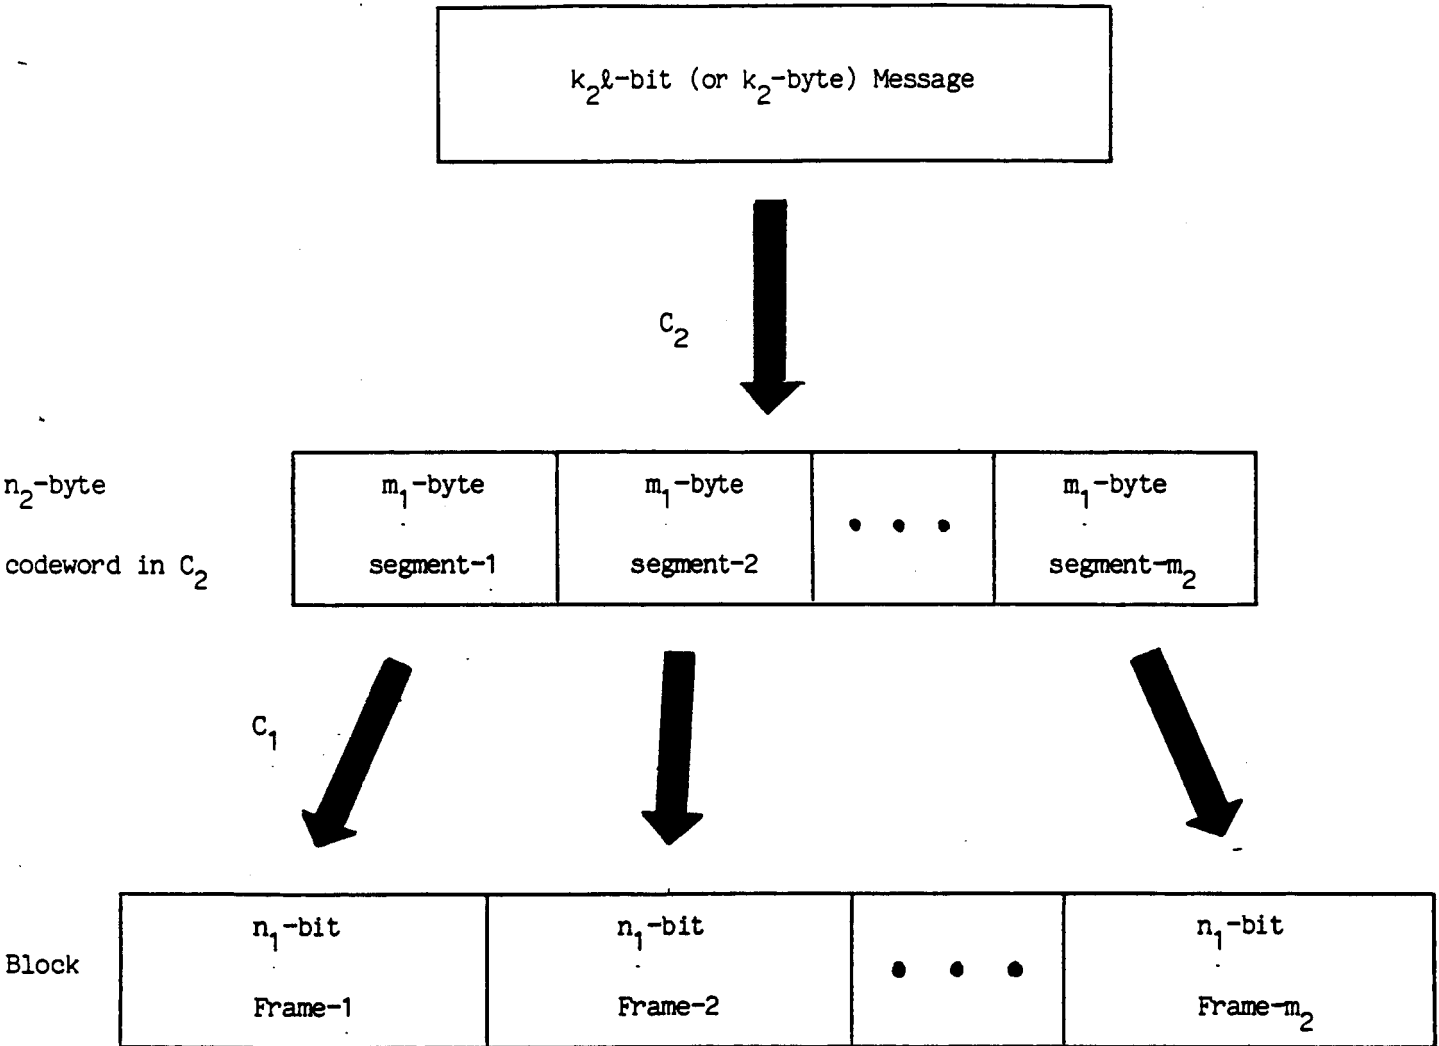 k₂ℓ-bit (or k₂-byte) Message
C₂
n₂-byte
codeword in C₂
m₁-byte
segment-1
m₁-byte
segment-2
• • •
m₁-byte
segment-m₂
C₁
Block
n₁-bit
Frame-1
n₁-bit
Frame-2
• • •
n₁-bit
Frame-m₂